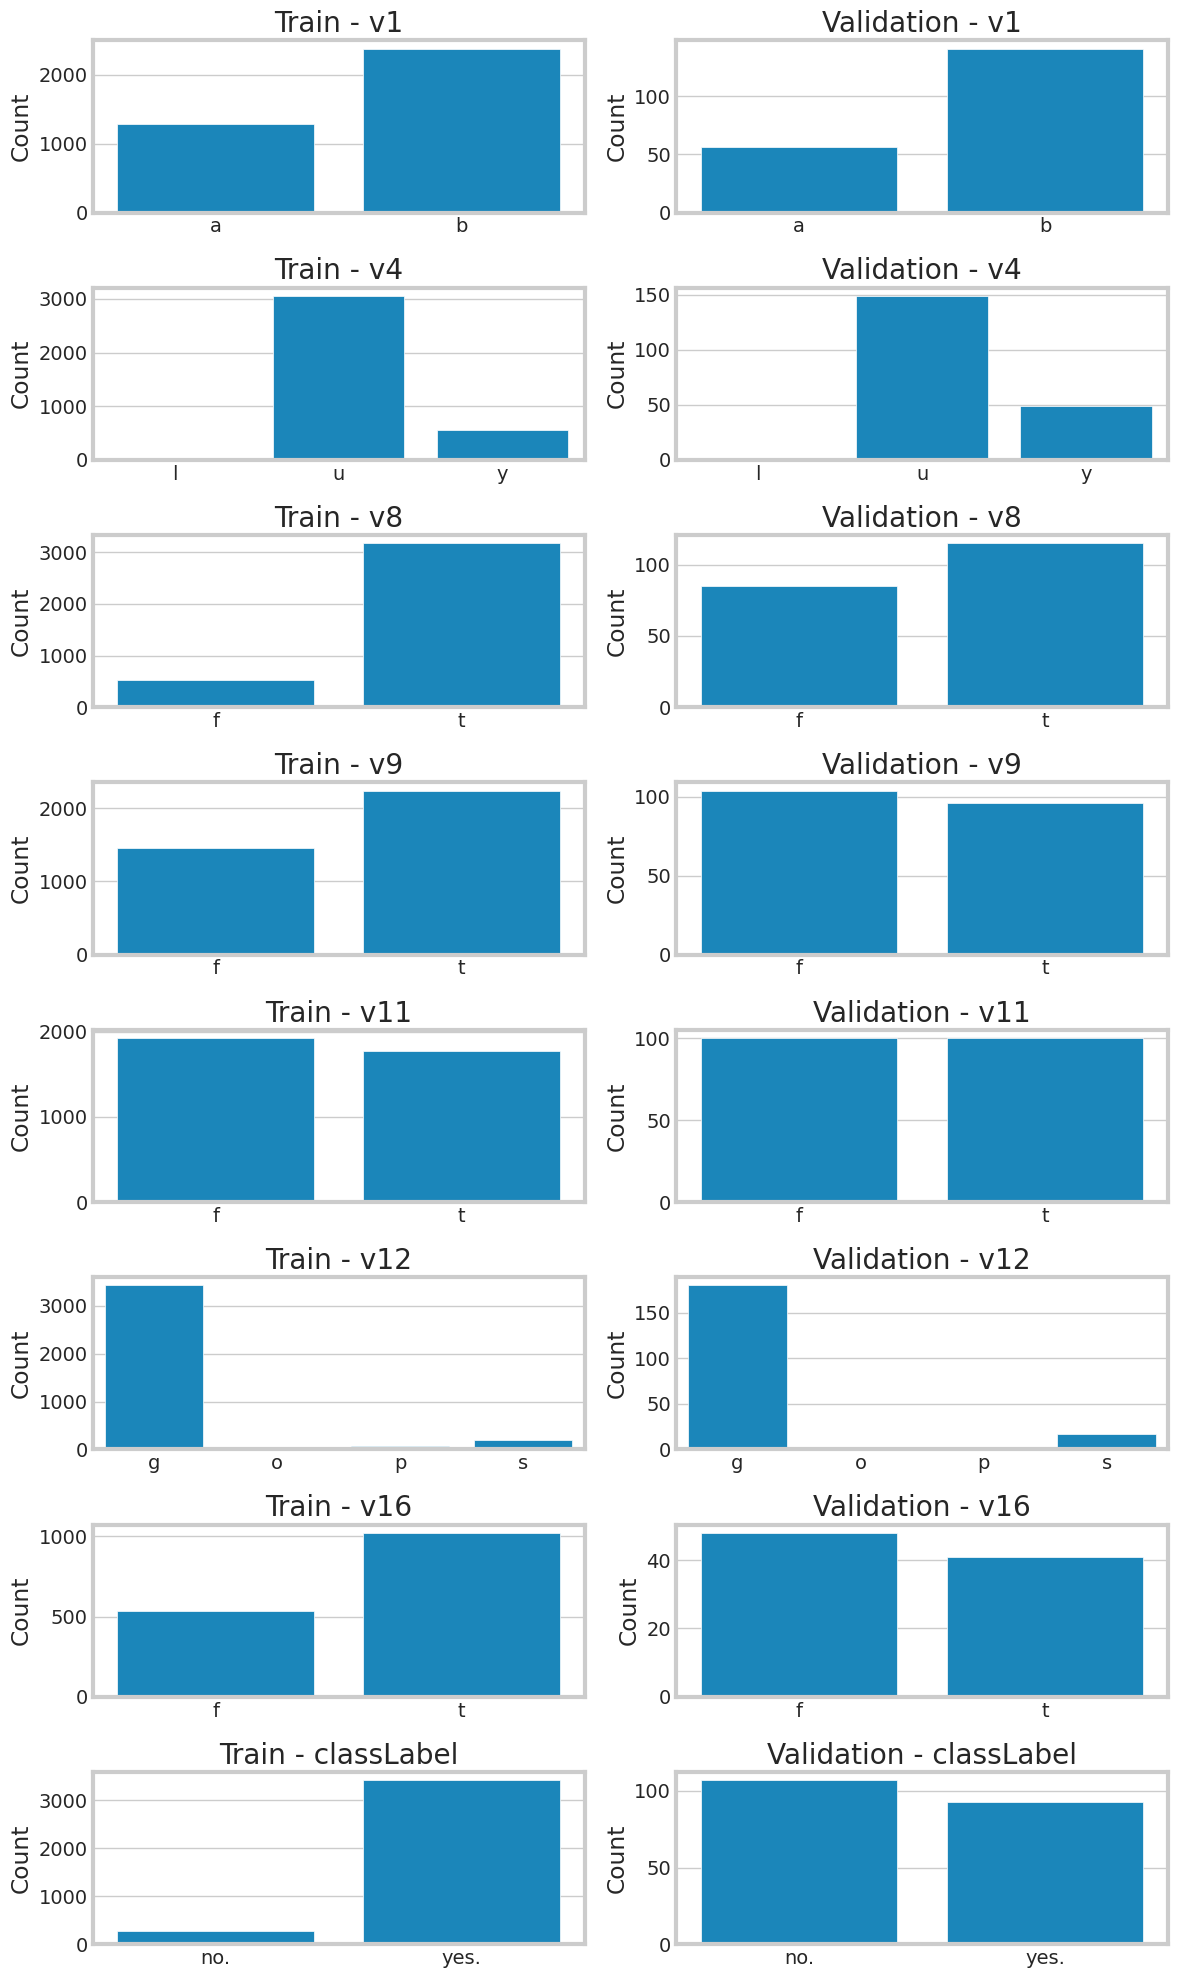 Train - v1
Validation - v1
Count
2000
1000
0
a
b
Count
100
50
0
a
b
Train - v4
Validation - v4
Count
3000
2000
1000
0
l
u
y
Count
150
100
50
0
l
u
y
Train - v8
Validation - v8
Count
3000
2000
1000
0
f
t
Count
100
50
0
f
t
Train - v9
Validation - v9
Count
2000
1000
0
f
t
Count
100
50
0
f
t
Train - v11
Validation - v11
Count
2000
1000
0
f
t
Count
100
50
0
f
t
Train - v12
Validation - v12
Count
3000
2000
1000
0
g
o
p
s
Count
150
100
50
0
g
o
p
s
Train - v16
Validation - v16
Count
1000
500
0
f
t
Count
40
20
0
f
t
Train - classLabel
Validation - classLabel
Count
3000
2000
1000
0
no.
yes.
Count
100
50
0
no.
yes.